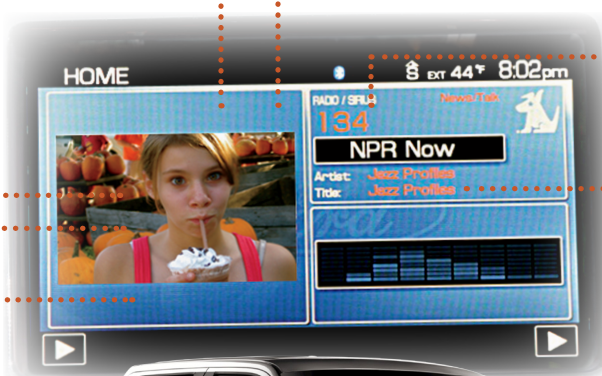 HOME
S EXT 44°F 8:02pm
RADIO / SIRIUS News/Talk
134
NPR Now
Artist: Jazz Profiles
Title: Jazz Profiles